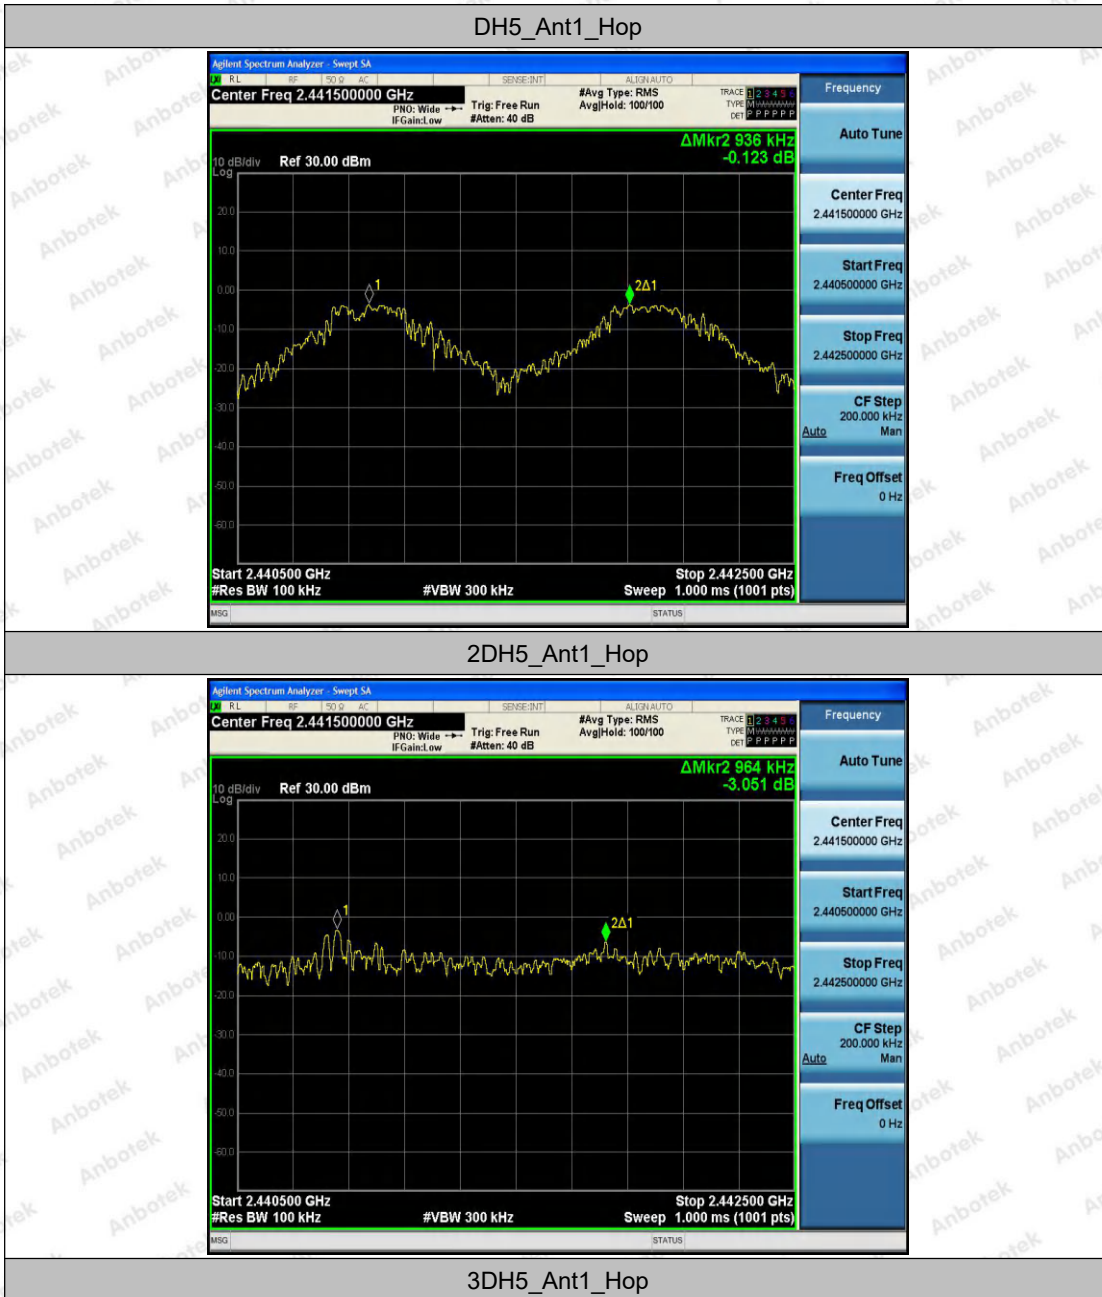 DH5_Ant1_Hop
Agilent Spectrum Analyzer - Swept SA
RL RF 50 Ω AC SENSE:INT ALIGN AUTO
Center Freq 2.441500000 GHz
PNO: Wide
IFGain:Low
Trig: Free Run
#Atten: 40 dB
#Avg Type: RMS
Avg|Hold: 100/100
TRACE 1 2 3 4 5 6
TYPE M
DET P P P P P P
ΔMkr2 936 kHz
-0.123 dB
10 dB/div Ref 30.00 dBm
Log
20.0
10.0
0.00
-10.0
-20.0
-30.0
-40.0
-50.0
-60.0
1
2Δ1
Start 2.440500 GHz
Stop 2.442500 GHz
#Res BW 100 kHz
#VBW 300 kHz
Sweep 1.000 ms (1001 pts)
MSG
STATUS
Frequency
Auto Tune
Center Freq
2.441500000 GHz
Start Freq
2.440500000 GHz
Stop Freq
2.442500000 GHz
CF Step
200.000 kHz
Auto Man
Freq Offset
0 Hz
2DH5_Ant1_Hop
Agilent Spectrum Analyzer - Swept SA
RL RF 50 Ω AC SENSE:INT ALIGN AUTO
Center Freq 2.441500000 GHz
PNO: Wide
IFGain:Low
Trig: Free Run
#Atten: 40 dB
#Avg Type: RMS
Avg|Hold: 100/100
TRACE 1 2 3 4 5 6
TYPE M
DET P P P P P P
ΔMkr2 964 kHz
-3.051 dB
10 dB/div Ref 30.00 dBm
Log
20.0
10.0
0.00
-10.0
-20.0
-30.0
-40.0
-50.0
-60.0
1
2Δ1
Start 2.440500 GHz
Stop 2.442500 GHz
#Res BW 100 kHz
#VBW 300 kHz
Sweep 1.000 ms (1001 pts)
MSG
STATUS
Frequency
Auto Tune
Center Freq
2.441500000 GHz
Start Freq
2.440500000 GHz
Stop Freq
2.442500000 GHz
CF Step
200.000 kHz
Auto Man
Freq Offset
0 Hz
3DH5_Ant1_Hop
Anbotek